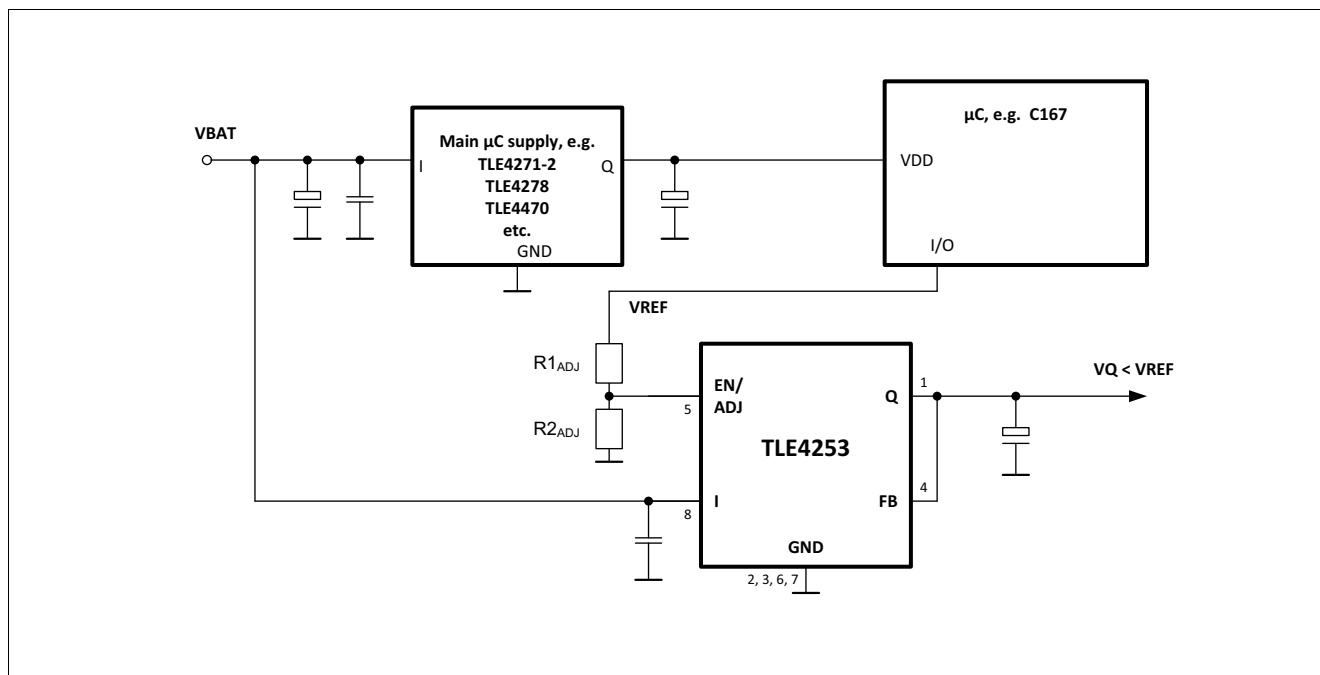 VBAT
I
Main µC supply, e.g.
TLE4271-2
TLE4278
TLE4470
etc.
Q
GND
µC, e.g. C167
VDD
I/O
VREF
R1ADJ
R2ADJ
EN/
ADJ
5
I
8
TLE4253
Q
1
FB
4
GND
2, 3, 6, 7
VQ < VREF